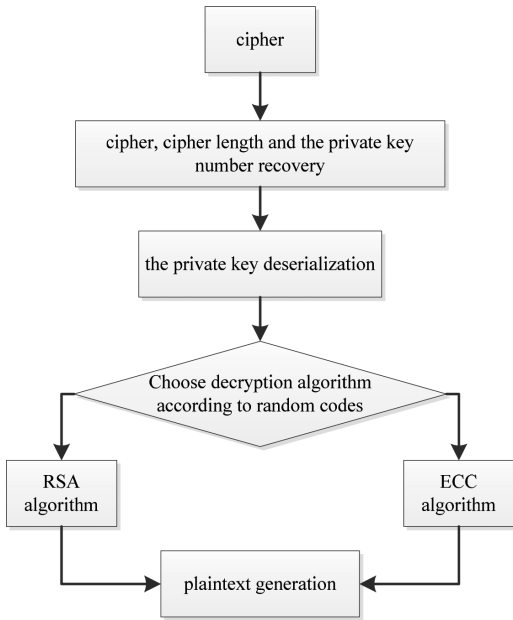 cipher
cipher, cipher length and the private key
number recovery
the private key deserialization
Choose decryption algorithm
according to random codes
RSA
algorithm
ECC
algorithm
plaintext generation